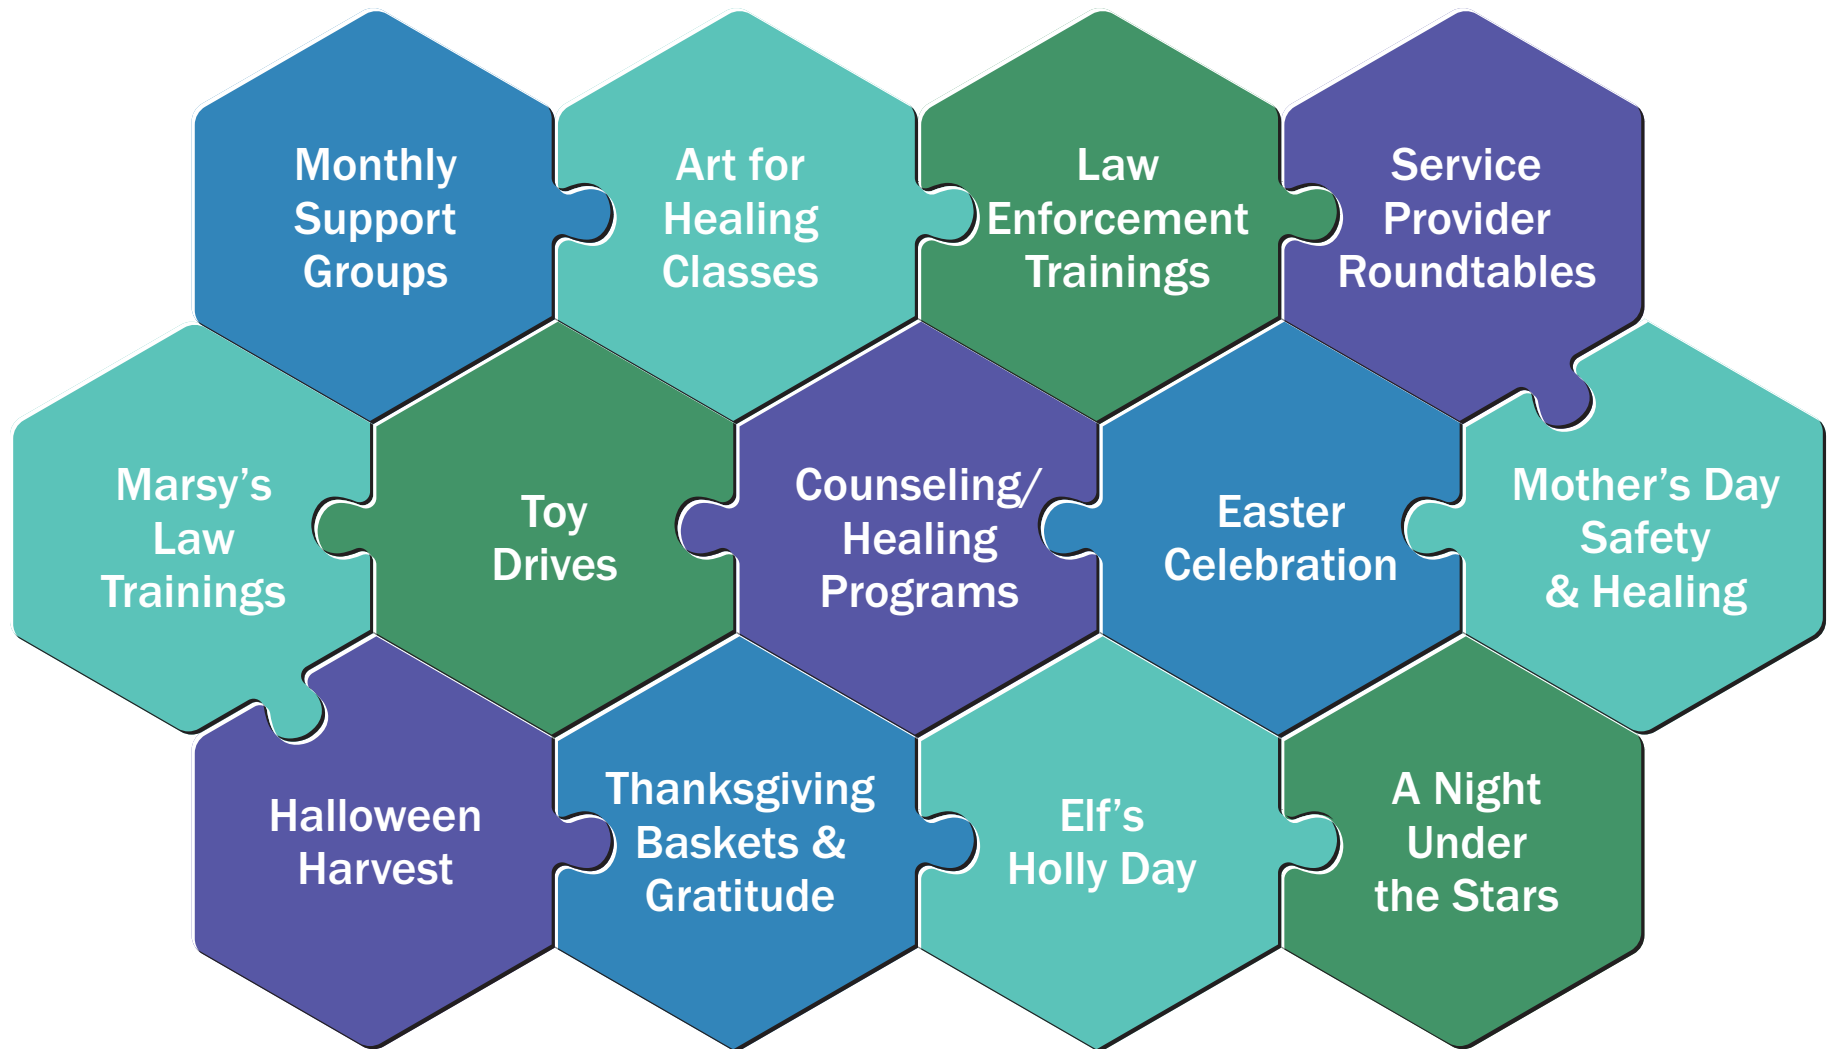 Monthly
Support
Groups
Art for
Healing
Classes
Law
Enforcement
Trainings
Service
Provider
Roundtables
Marsy’s
Law
Trainings
Toy
Drives
Counseling/
Healing
Programs
Easter
Celebration
Mother’s Day
Safety
& Healing
Halloween
Harvest
Thanksgiving
Baskets &
Gratitude
Elf’s
Holly Day
A Night
Under
the Stars